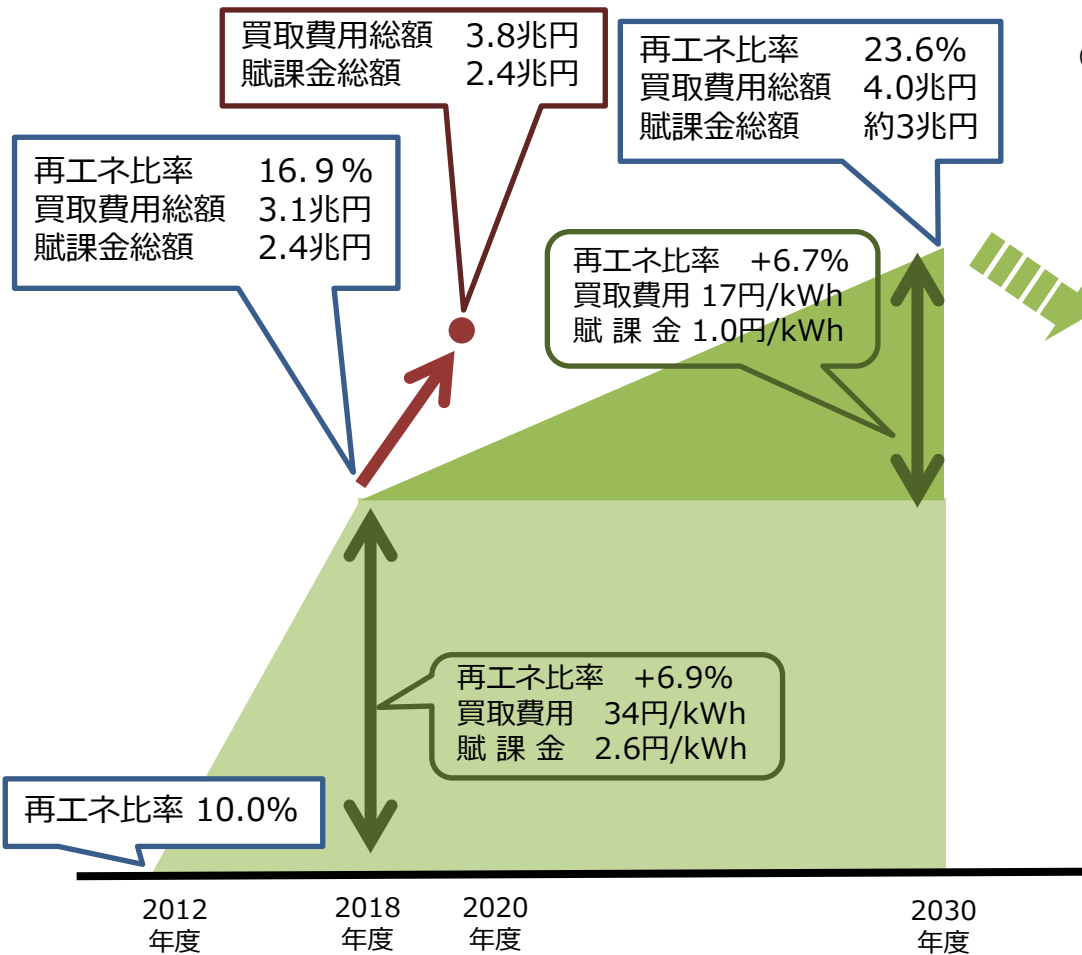 買取費用総額 3.8兆円
賦課金総額 2.4兆円
再エネ比率 23.6%
買取費用総額 4.0兆円
賦課金総額 約3兆円
再エネ比率 16.9%
買取費用総額 3.1兆円
賦課金総額 2.4兆円
再エネ比率 +6.7%
買取費用 17円/kWh
賦課金 1.0円/kWh
再エネ比率 +6.9%
買取費用 34円/kWh
賦課金 2.6円/kWh
再エネ比率 10.0%
2012 2018 2020 2030
年度 年度 年度 年度